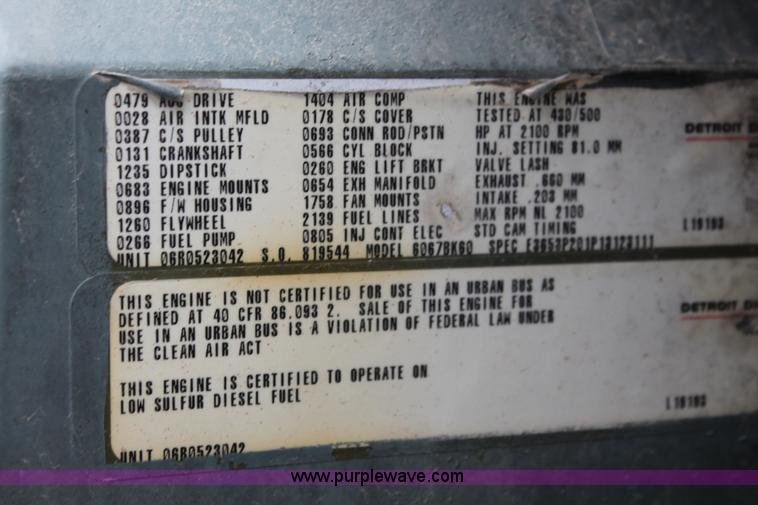 0479 ACC DRIVE 1404 AIR COMP THIS ENGINE WAS
0028 AIR INTK MFLD 0178 C/S COVER TESTED AT 430/500
0387 C/S PULLEY 0693 CONN ROD/PSTN HP AT 2100 RPM DETROIT D
0131 CRANKSHAFT 0566 CYL BLOCK INJ. SETTING 81.0 MM
1235 DIPSTICK 0260 ENG LIFT BRKT VALVE LASH
0683 ENGINE MOUNTS 0654 EXH MANIFOLD EXHAUST .660 MM
0896 F/W HOUSING 1758 FAN MOUNTS INTAKE .203 MM
1260 FLYWHEEL 2139 FUEL LINES MAX RPM NL 2100
0266 FUEL PUMP 0805 INJ CONT ELEC STD CAM TIMING
UNIT 06R0523042 S.O. 819544 MODEL 6067BK60 SPEC
THIS ENGINE IS NOT CERTIFIED FOR USE IN AN URBAN BUS AS
DEFINED AT 40 CFR 86.093 2. SALE OF THIS ENGINE FOR DETROIT DI
USE IN AN URBAN BUS IS A VIOLATION OF FEDERAL LAW UNDER
THE CLEAN AIR ACT
THIS ENGINE IS CERTIFIED TO OPERATE ON
LOW SULFUR DIESEL FUEL
UNIT 06R0523042
www.purplewave.com